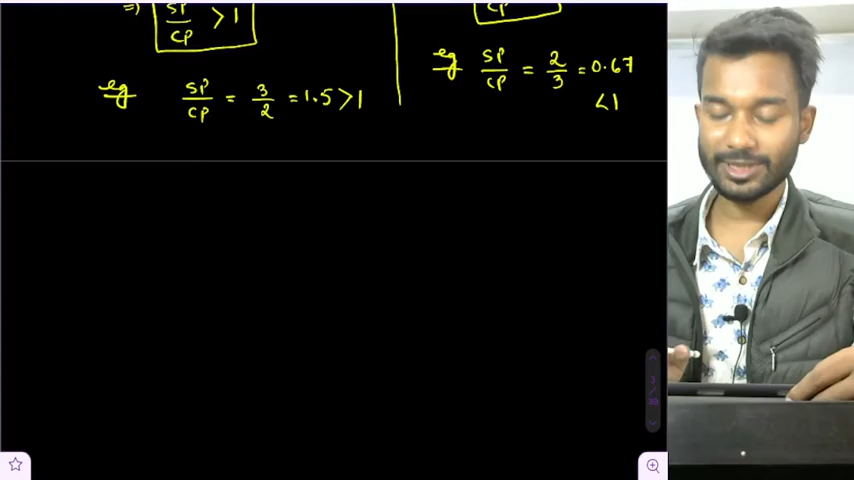 =) SP/CP > 1
eg SP/CP = 3/2 = 1.5 > 1
CP
eg SP/CP = 2/3 = 0.67
< 1